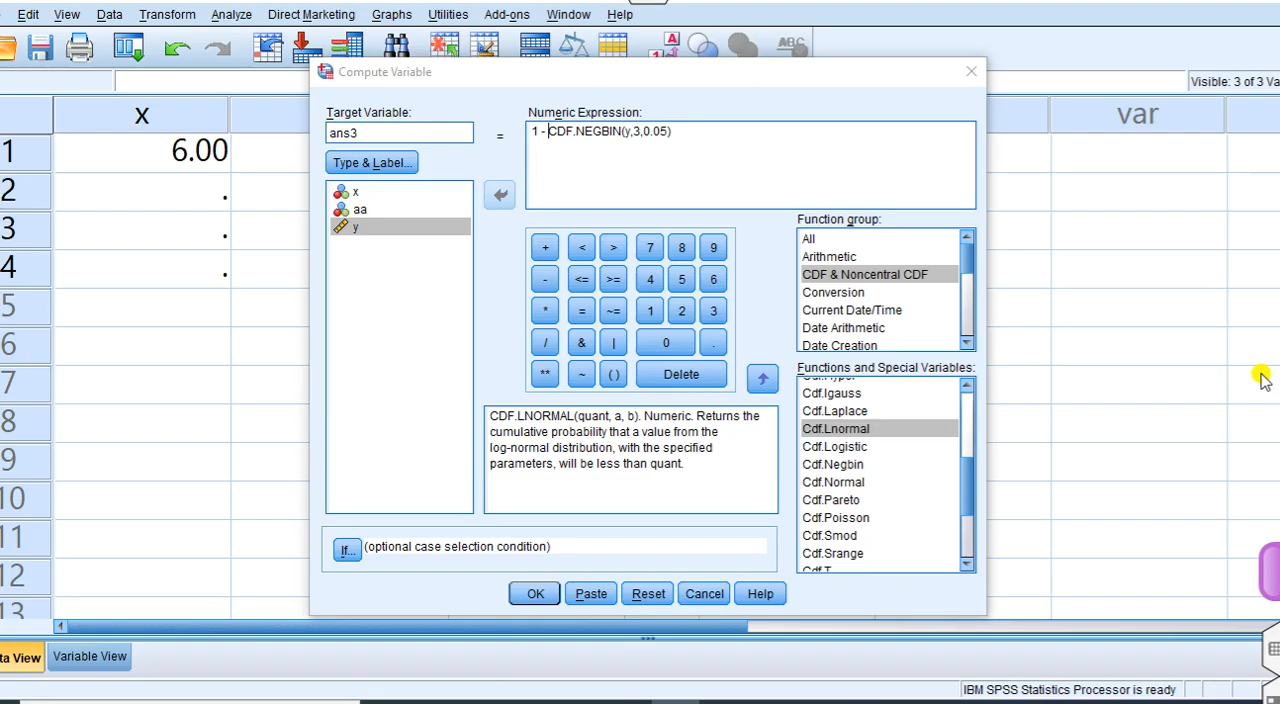 Edit View Data Transform Analyze Direct Marketing Graphs Utilities Add-ons Window Help
Visible: 3 of 3 Va
Compute Variable
x
var
1 6.00
2 .
3 .
4 .
5
6
7
8
9
10
11
12
13
Target Variable:
ans3
=
Type & Label...
x
aa
y
Numeric Expression:
1 - CDF.NEGBIN(y,3,0.05)
+ < > 7 8 9
- <= >= 4 5 6
* = ~= 1 2 3
/ & | 0 .
** ~ ( ) Delete
Function group:
All
Arithmetic
CDF & Noncentral CDF
Conversion
Current Date/Time
Date Arithmetic
Date Creation
Functions and Special Variables:
Cdf.Igauss
Cdf.Laplace
Cdf.Lnormal
Cdf.Logistic
Cdf.Negbin
Cdf.Normal
Cdf.Pareto
Cdf.Poisson
Cdf.Smod
Cdf.Srange
Cdf.T
CDF.LNORMAL(quant, a, b). Numeric. Returns the
cumulative probability that a value from the
log-normal distribution, with the specified
parameters, will be less than quant.
If... (optional case selection condition)
OK Paste Reset Cancel Help
ta View Variable View
IBM SPSS Statistics Processor is ready